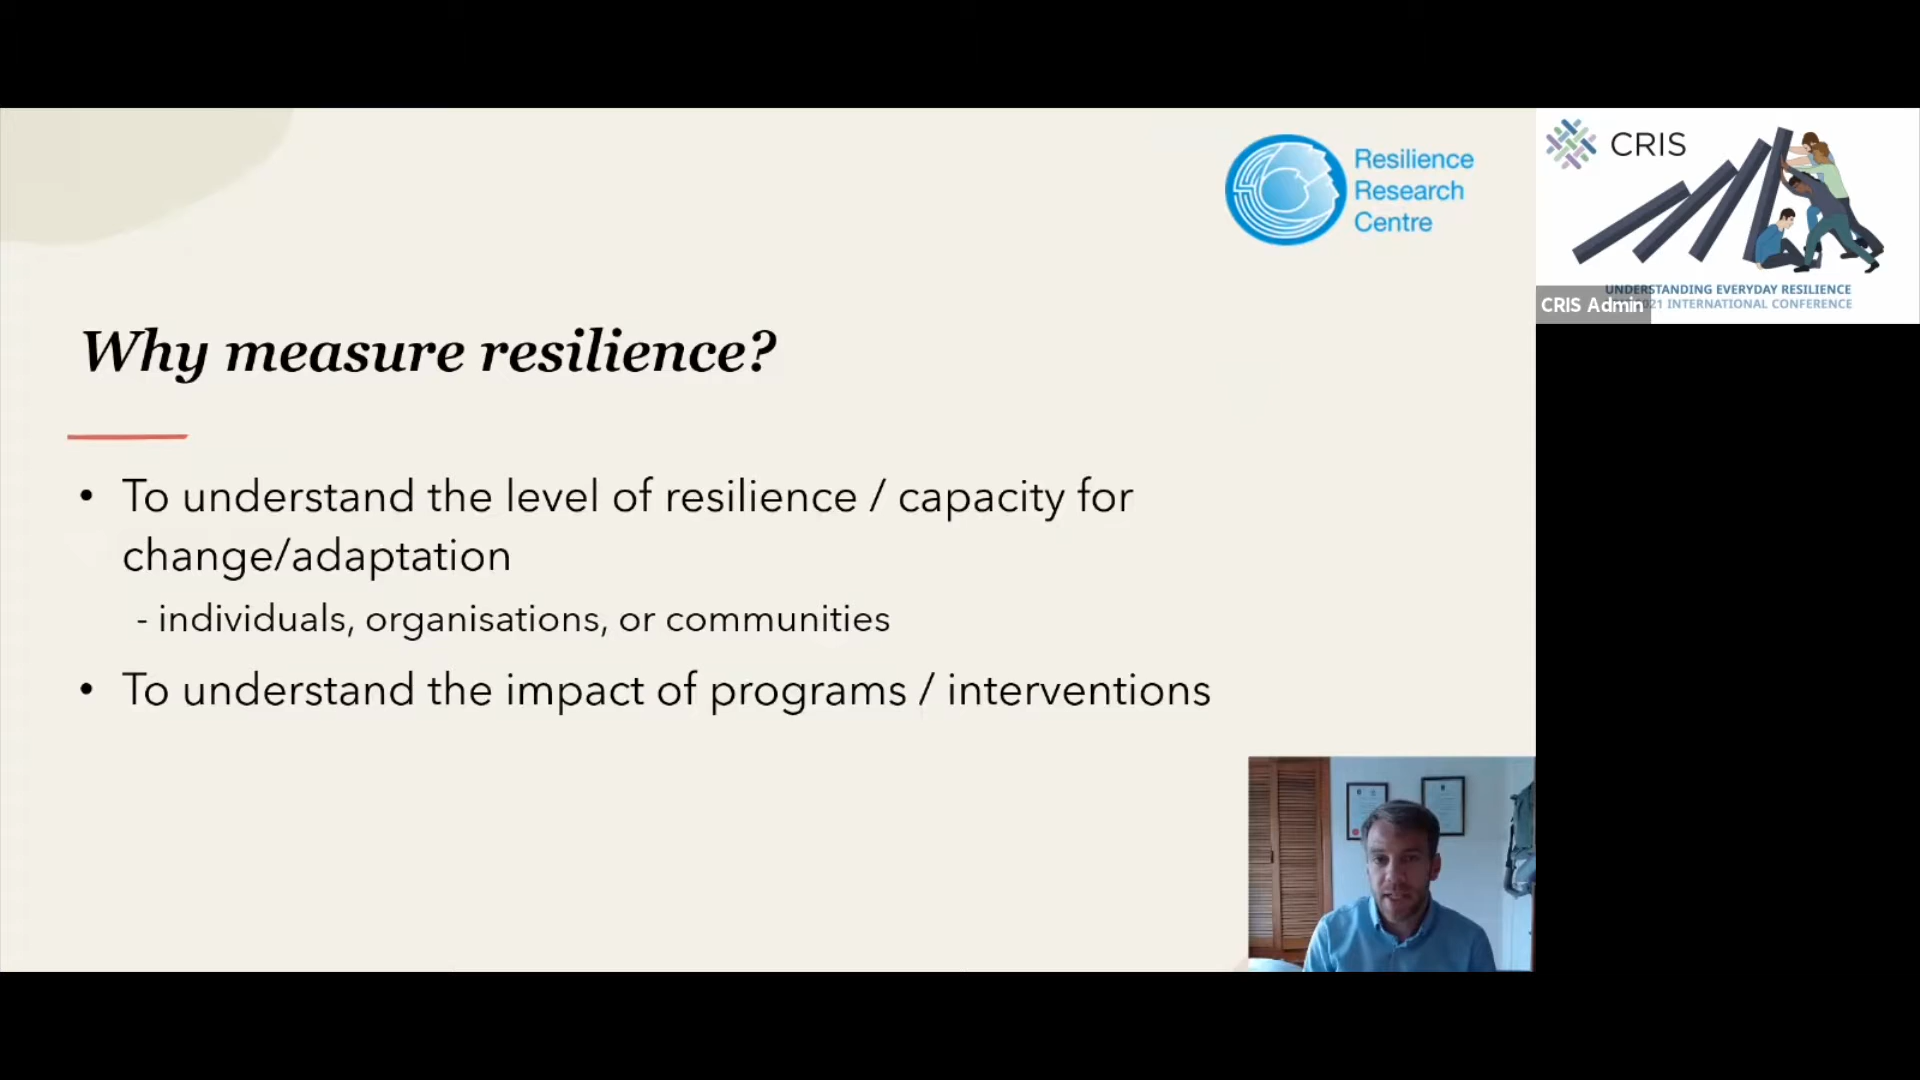 Resilience
Research
Centre
CRIS
UNDERSTANDING EVERYDAY RESILIENCE
21 INTERNATIONAL CONFERENCE
CRIS Admin
Why measure resilience?
• To understand the level of resilience / capacity for
change/adaptation
- individuals, organisations, or communities
• To understand the impact of programs / interventions